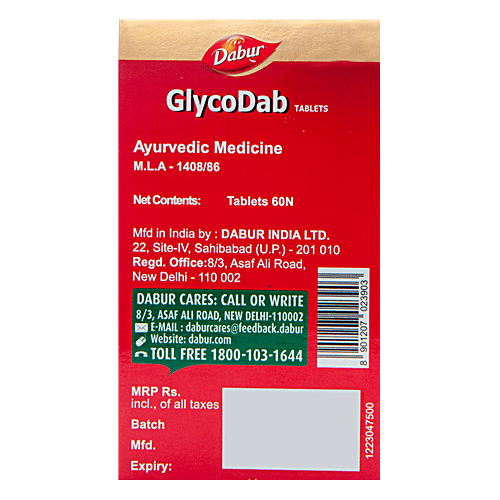 Dabur
GlycoDab TABLETS
Ayurvedic Medicine
M.L.A - 1408/86
Net Contents: Tablets 60N
Mfd in India by : DABUR INDIA LTD.
22, Site-IV, Sahibabad (U.P.) - 201 010
Regd. Office:8/3, Asaf Ali Road,
New Delhi - 110 002
DABUR CARES: CALL OR WRITE
8/3, ASAF ALI ROAD, NEW DELHI-110002
E-MAIL : daburcares@feedback.dabur
Website: dabur.com
TOLL FREE 1800-103-1644
8 901207 023903
MRP Rs.
incl., of all taxes
Batch
Mfd.
Expiry:
1223047500